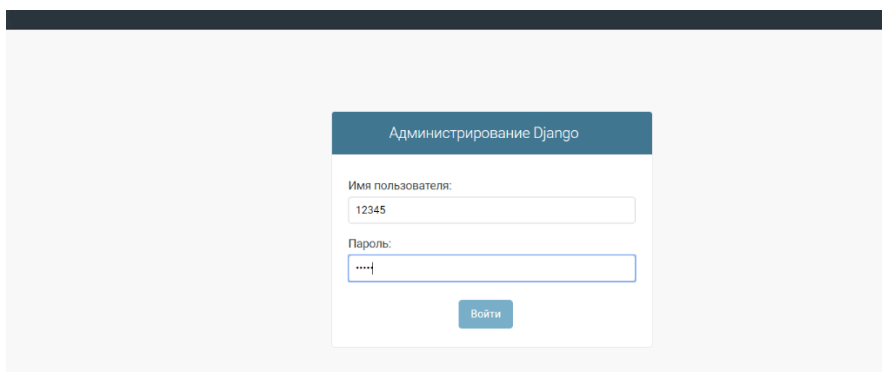 Администрирование Django
Имя пользователя:
12345
Пароль:
•••••
Войти